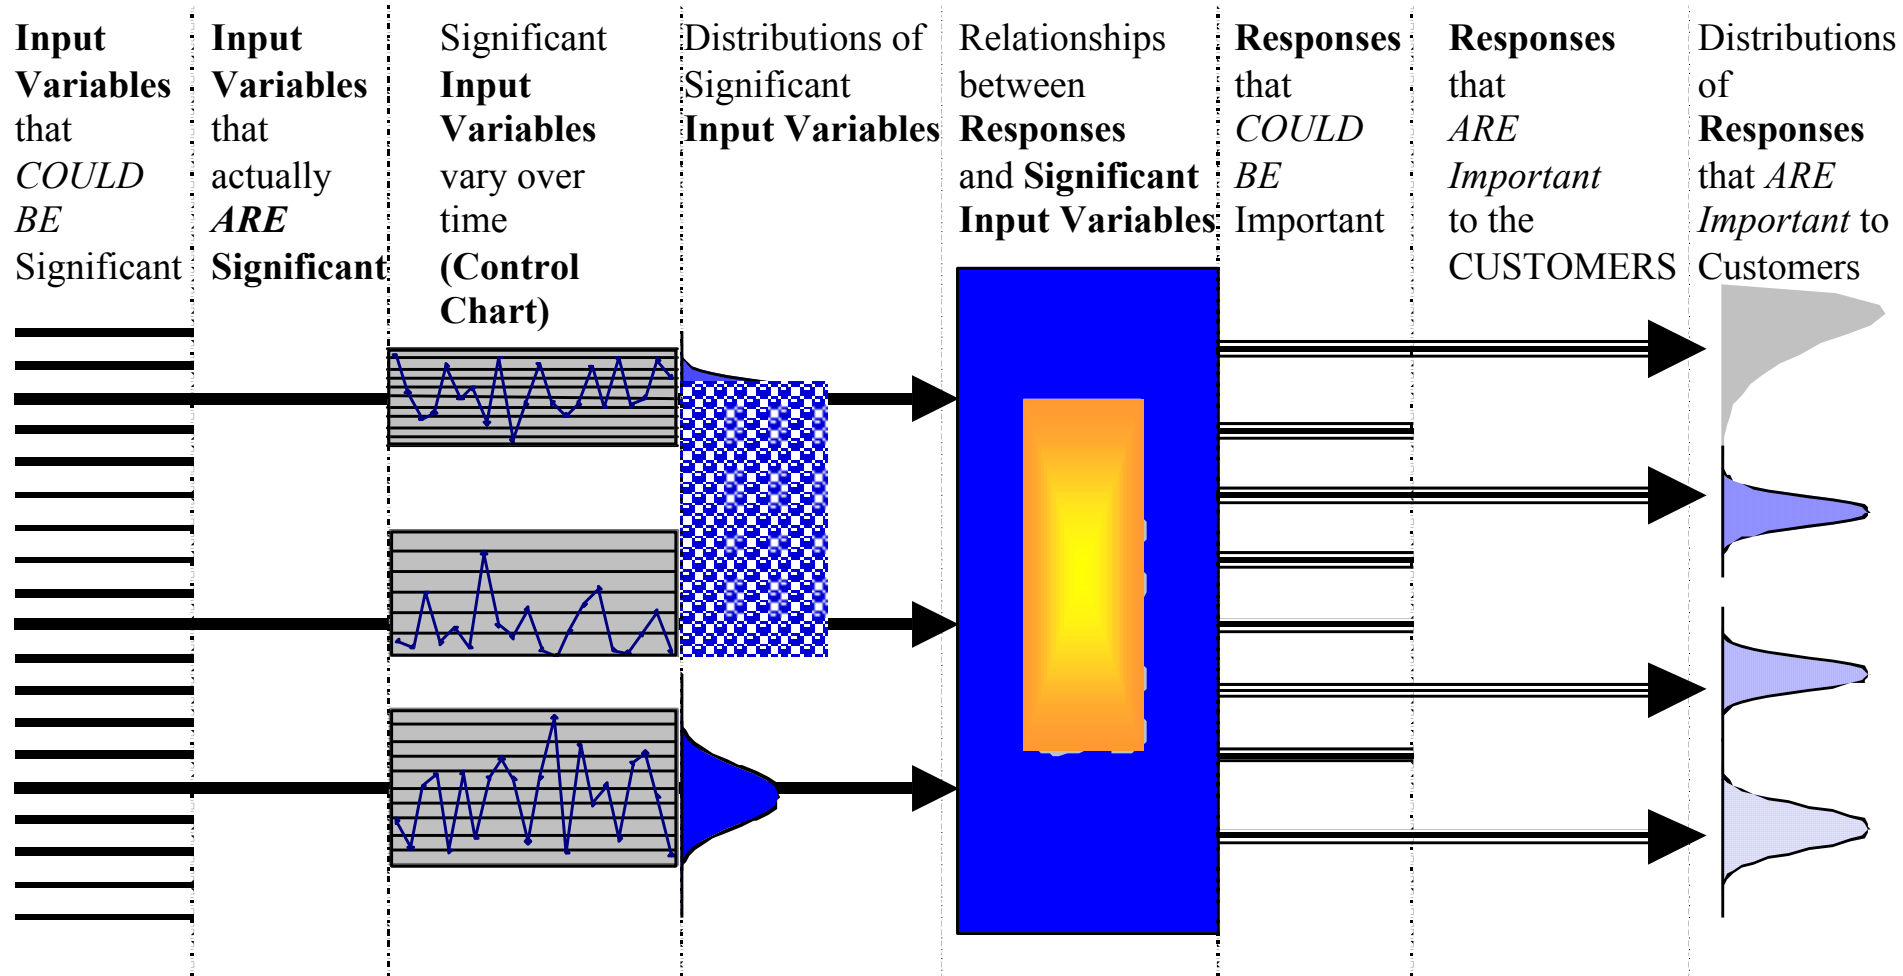 Input
Variables
that
COULD
BE
Significant
Input
Variables
that
actually
ARE
Significant
Significant
Input
Variables
vary over
time
(Control
Chart)
Distributions of
Significant
Input Variables
Relationships
between
Responses
and Significant
Input Variables
Responses
that
COULD
BE
Important
Responses
that
ARE
Important
to the
CUSTOMERS
Distributions
of
Responses
that ARE
Important to
Customers